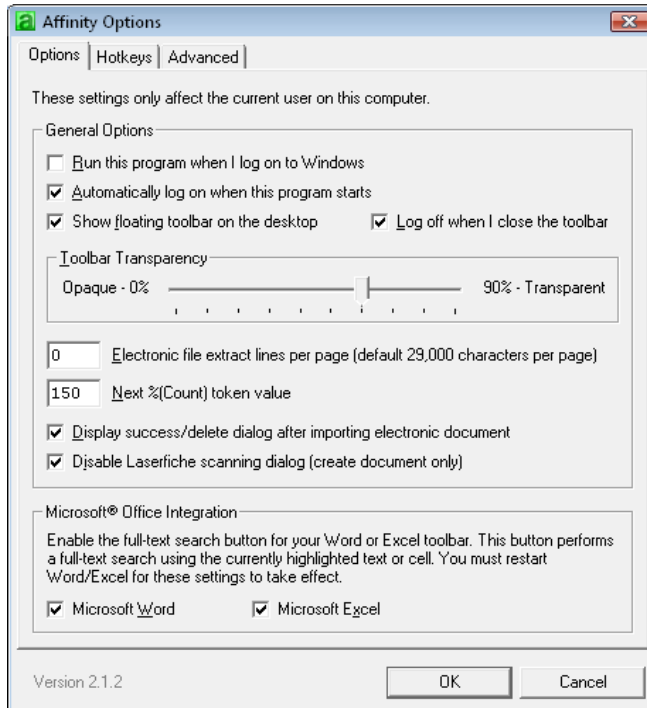 Affinity Options
Options Hotkeys Advanced
These settings only affect the current user on this computer.
General Options
Run this program when I log on to Windows
Automatically log on when this program starts
Show floating toolbar on the desktop Log off when I close the toolbar
Toolbar Transparency
Opaque - 0% 90% - Transparent
0 Electronic file extract lines per page (default 29,000 characters per page)
150 Next %(Count) token value
Display success/delete dialog after importing electronic document
Disable Laserfiche scanning dialog (create document only)
Microsoft® Office Integration
Enable the full-text search button for your Word or Excel toolbar. This button performs
a full-text search using the currently highlighted text or cell. You must restart
Word/Excel for these settings to take effect.
Microsoft Word Microsoft Excel
Version 2.1.2 OK Cancel